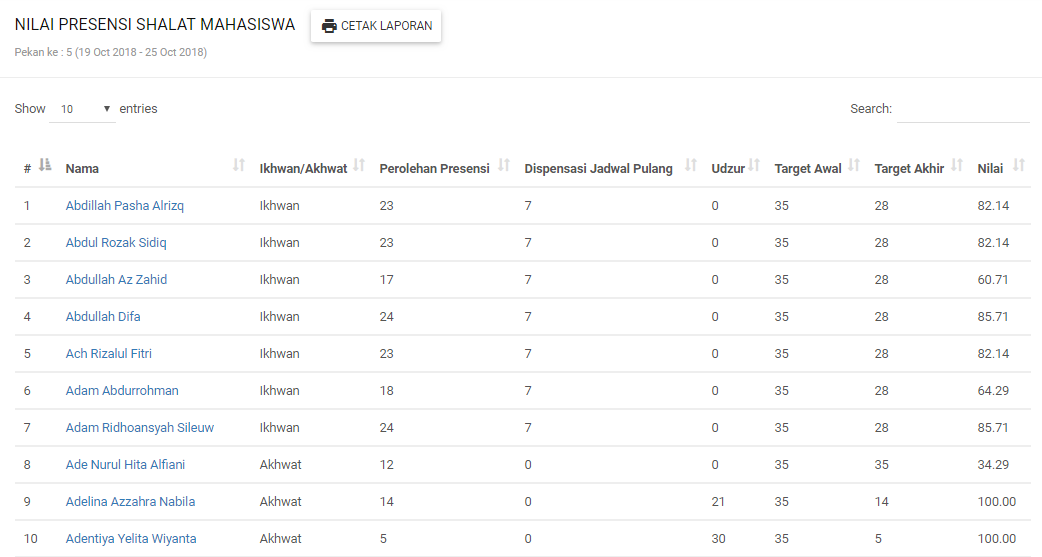 NILAI PRESENSI SHALAT MAHASISWA CETAK LAPORAN
Pekan ke : 5 (19 Oct 2018 - 25 Oct 2018)
Show 10 entries Search:
# Nama Ikhwan/Akhwat Perolehan Presensi Dispensasi Jadwal Pulang Udzur Target Awal Target Akhir Nilai
1 Abdillah Pasha Alrizq Ikhwan 23 7 0 35 28 82.14
2 Abdul Rozak Sidiq Ikhwan 23 7 0 35 28 82.14
3 Abdullah Az Zahid Ikhwan 17 7 0 35 28 60.71
4 Abdullah Difa Ikhwan 24 7 0 35 28 85.71
5 Ach Rizalul Fitri Ikhwan 23 7 0 35 28 82.14
6 Adam Abdurrohman Ikhwan 18 7 0 35 28 64.29
7 Adam Ridhoansyah Sileuw Ikhwan 24 7 0 35 28 85.71
8 Ade Nurul Hita Alfiani Akhwat 12 0 0 35 35 34.29
9 Adelina Azzahra Nabila Akhwat 14 0 21 35 14 100.00
10 Adentiya Yelita Wiyanta Akhwat 5 0 30 35 5 100.00